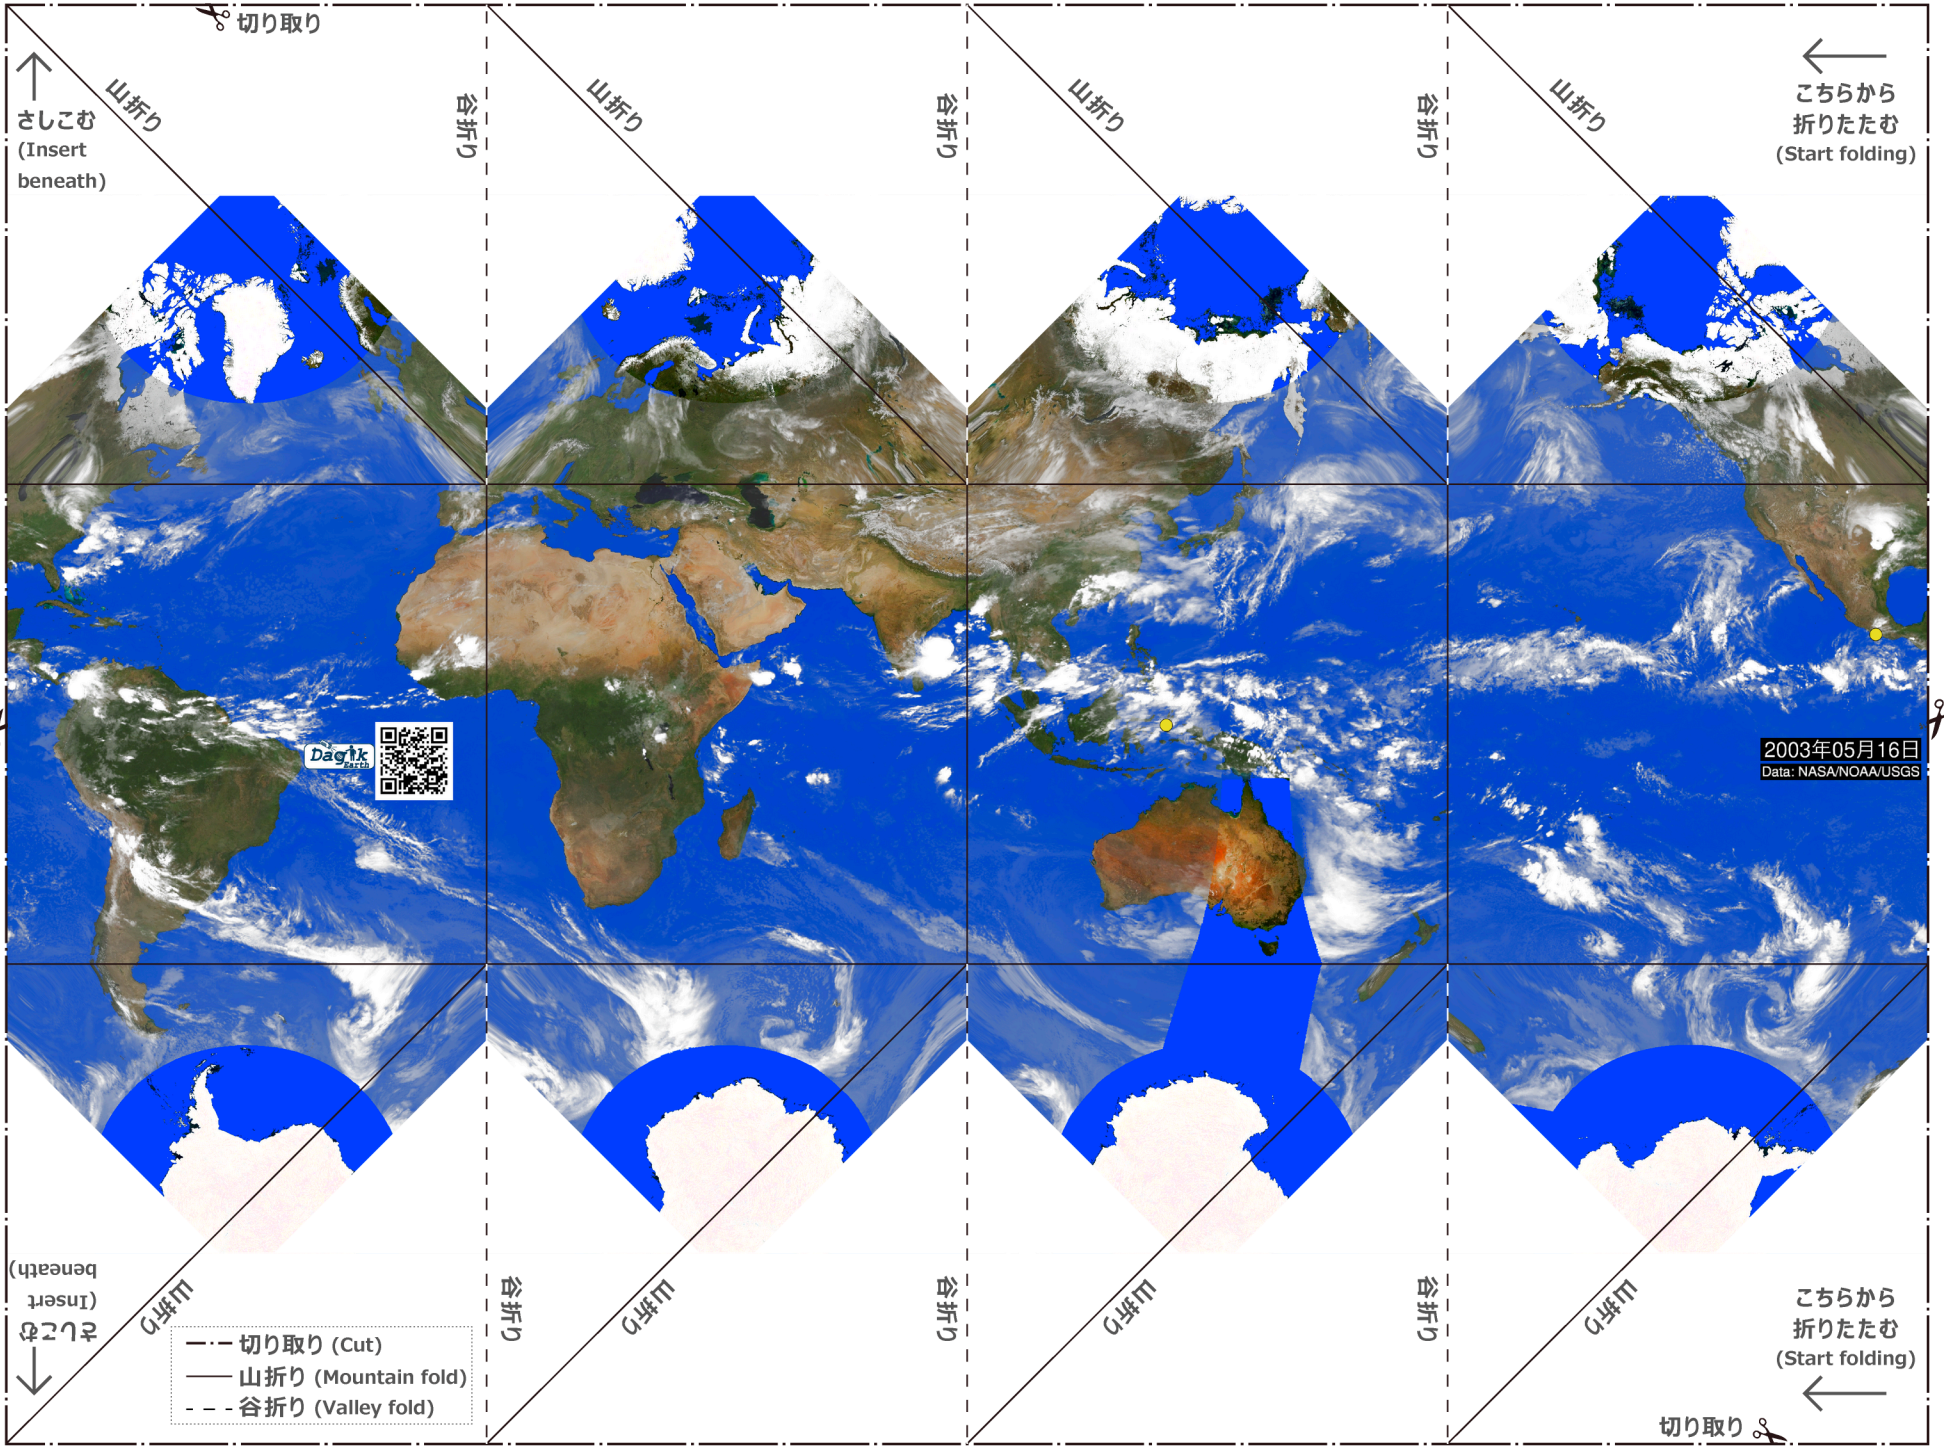 切り取り
さしこむ
(Insert
beneath)
山折り
谷折り
山折り
谷折り
山折り
谷折り
山折り
こちらから
折りたたむ
(Start folding)
Dagik
Earth
2003年05月16日
Data: NASA/NOAA/USGS
さしこむ
(Insert
beneath)
山折り
谷折り
山折り
谷折り
山折り
谷折り
山折り
こちらから
折りたたむ
(Start folding)
切り取り (Cut)
山折り (Mountain fold)
谷折り (Valley fold)
切り取り